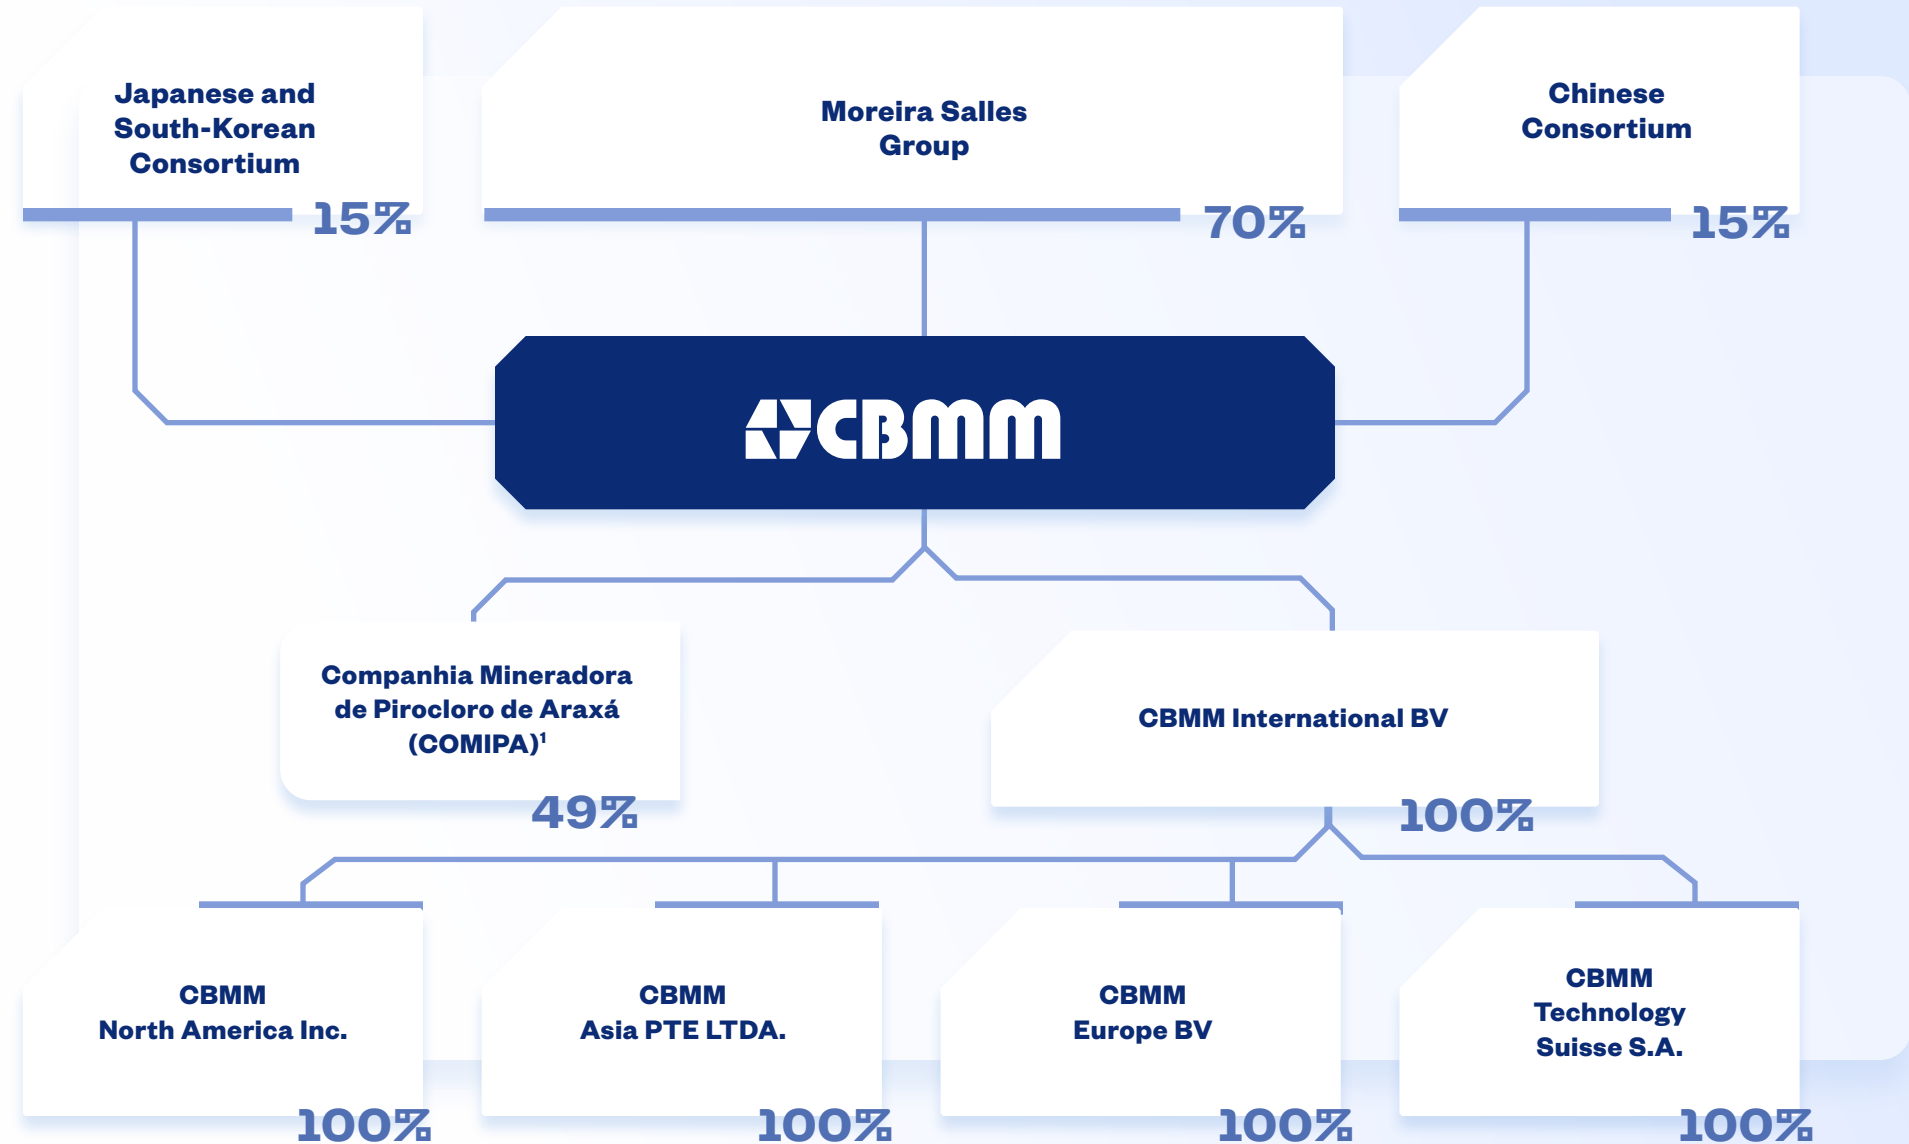 Japanese and
South-Korean
Consortium
15%
Moreira Salles
Group
70%
Chinese
Consortium
15%
CBMM
Companhia Mineradora
de Pirocloro de Araxá
(COMIPA)¹
49%
CBMM International BV
100%
CBMM
North America Inc.
100%
CBMM
Asia PTE LTDA.
100%
CBMM
Europe BV
100%
CBMM
Technology
Suisse S.A.
100%